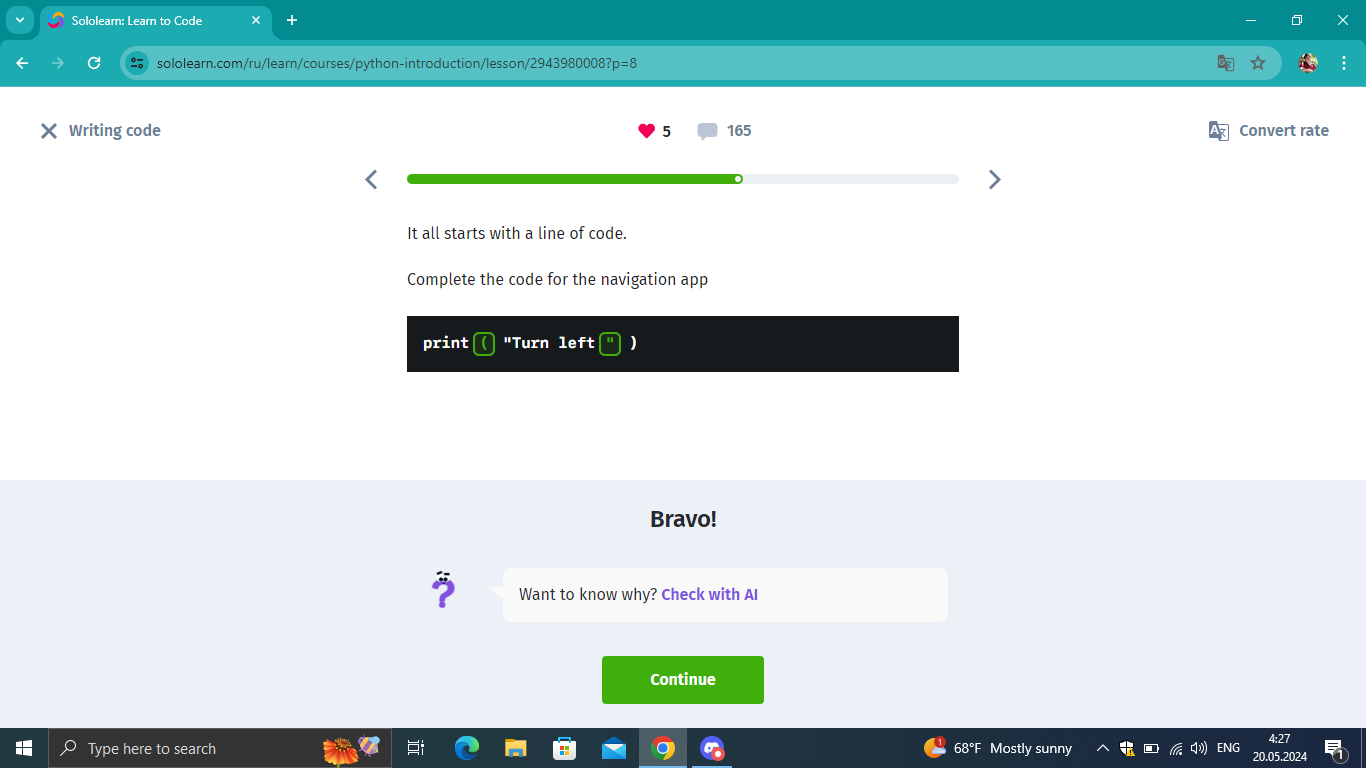 Sololearn: Learn to Code
sololearn.com/ru/learn/courses/python-introduction/lesson/2943980008?p=8
Writing code
5
165
Convert rate
It all starts with a line of code.
Complete the code for the navigation app
print ( "Turn left " )
Bravo!
?
Want to know why? Check with AI
Continue
Type here to search
1
68°F Mostly sunny
ENG
4:27
20.05.2024
1